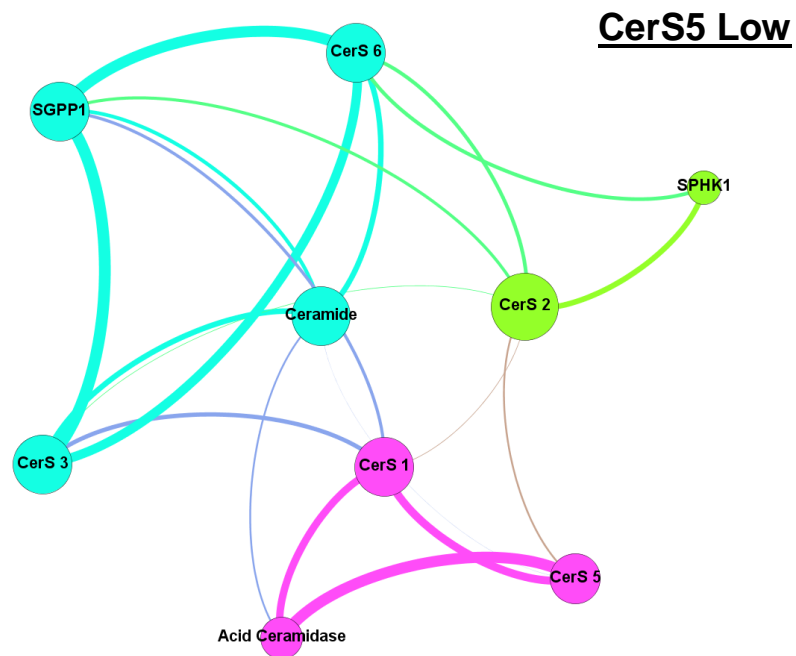 CerS5 Low
CerS 6
SGPP1
SPHK1
CerS 2
Ceramide
CerS 3
CerS 1
CerS 5
Acid Ceramidase